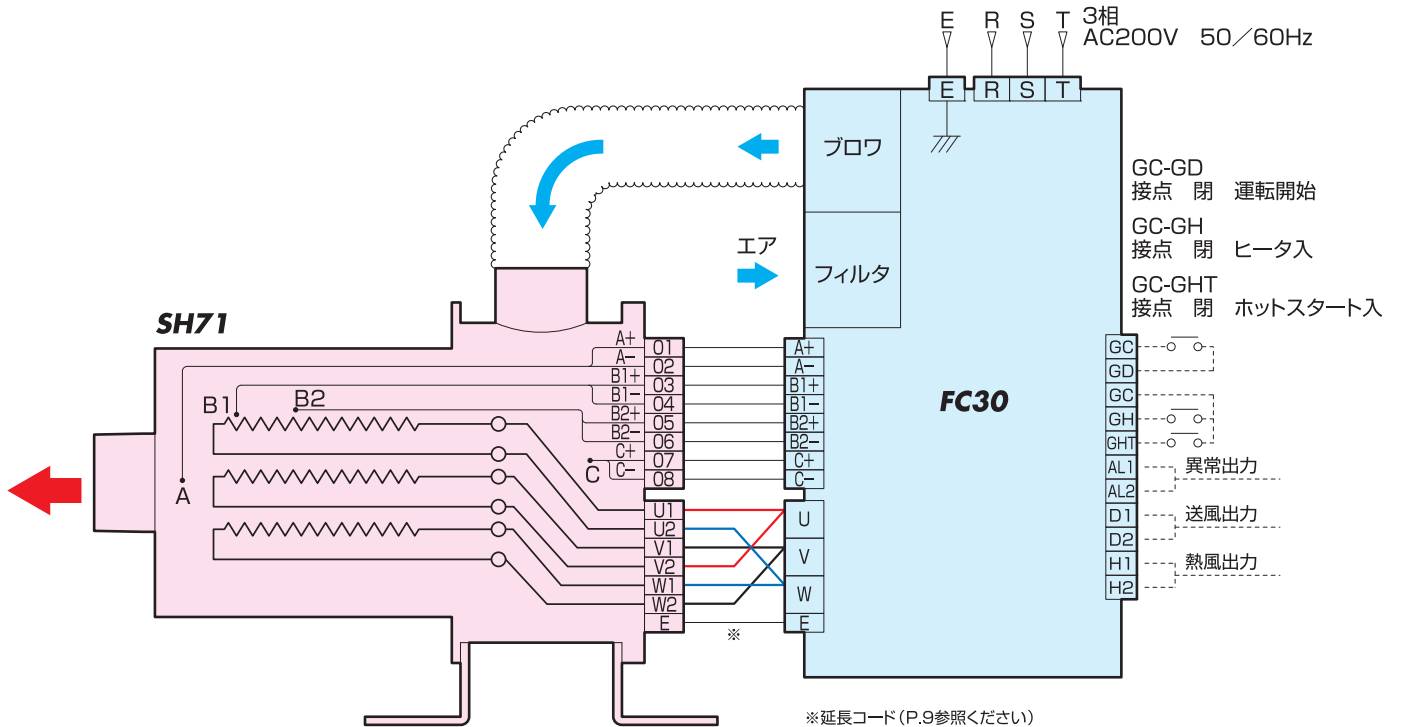 E R S T 3相
AC200V 50／60Hz
E R S T
ブロワ
フィルタ
エア
GC-GD
接点 閉 運転開始
GC-GH
接点 閉 ヒータ入
GC-GHT
接点 閉 ホットスタート入
SH71
FC30
A+ 01 A+
A- 02 A-
B1+ 03 B1+
B1- 04 B1-
B2+ 05 B2+
B2- 06 B2-
C+ 07 C+
C- 08 C-
B1
B2
A
C
U1
U2
V1
V2
W1
W2
E
U
V
W
E
※
GC
GD
GC
GH
GHT
AL1
AL2
異常出力
D1
D2
送風出力
H1
H2
熱風出力
※延長コード（P.9参照ください）